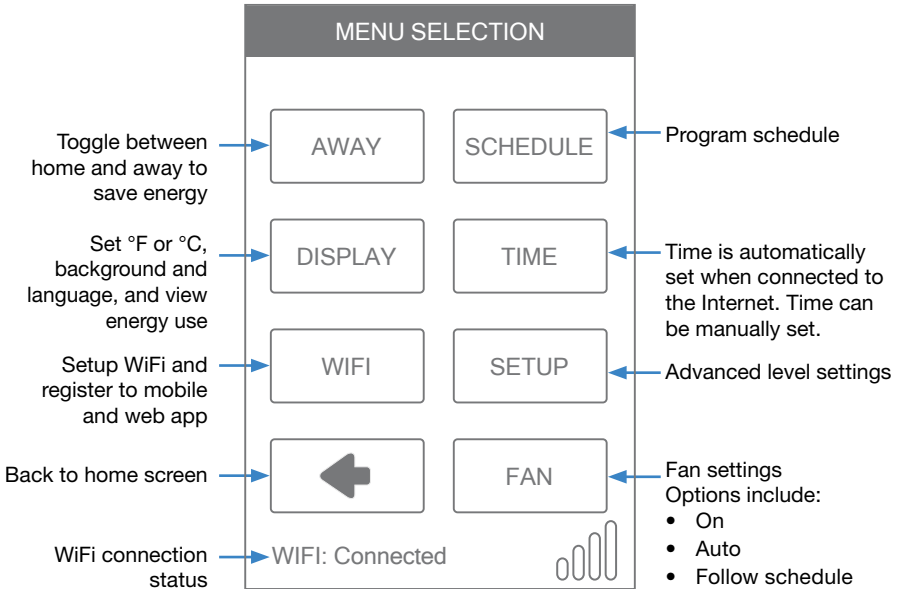 MENU SELECTION
Toggle between
home and away to
save energy
AWAY
SCHEDULE
Program schedule
Set °F or °C,
background and
language, and view
energy use
DISPLAY
TIME
Time is automatically
set when connected to
the Internet. Time can
be manually set.
Setup WiFi and
register to mobile
and web app
WIFI
SETUP
Advanced level settings
Back to home screen
FAN
Fan settings
Options include:
• On
• Auto
• Follow schedule
WiFi connection
status
WIFI: Connected